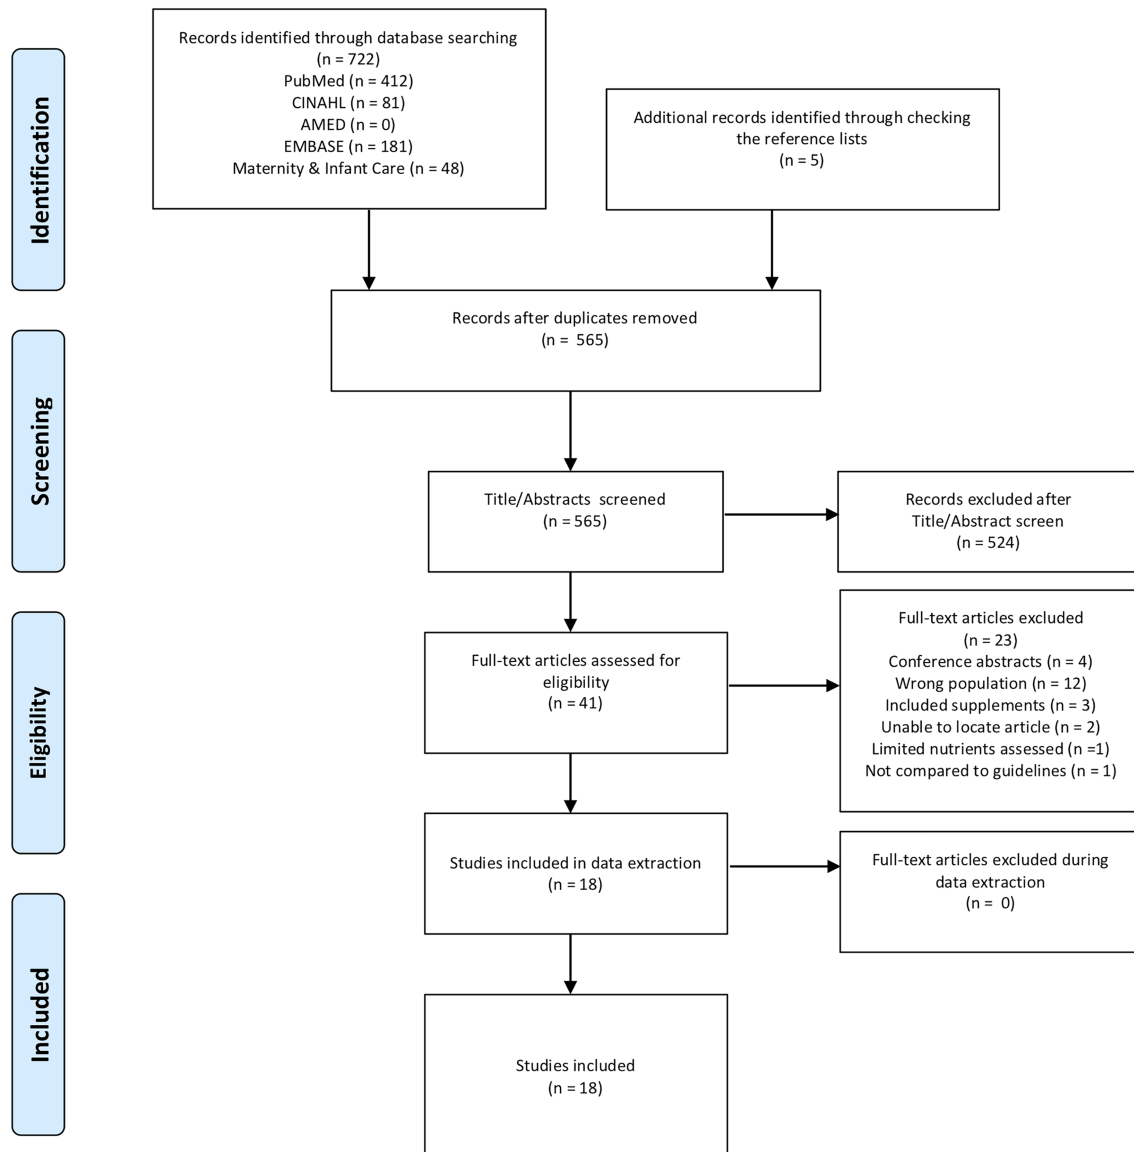 Identification
Records identified through database searching
(n = 722)
PubMed (n = 412)
CINAHL (n = 81)
AMED (n = 0)
EMBASE (n = 181)
Maternity & Infant Care (n = 48)
Additional records identified through checking
the reference lists
(n = 5)
Records after duplicates removed
(n =  565)
Screening
Title/Abstracts  screened
(n = 565)
Records excluded after
Title/Abstract screen
(n = 524)
Eligibility
Full-text articles assessed for
eligibility
(n = 41)
Full-text articles excluded
(n = 23)
Conference abstracts (n = 4)
Wrong population (n = 12)
Included supplements (n = 3)
Unable to locate article (n = 2)
Limited nutrients assessed (n =1)
Not compared to guidelines (n = 1)
Studies included in data extraction
(n = 18)
Full-text articles excluded during
data extraction
(n =  0)
Included
Studies included
(n = 18)